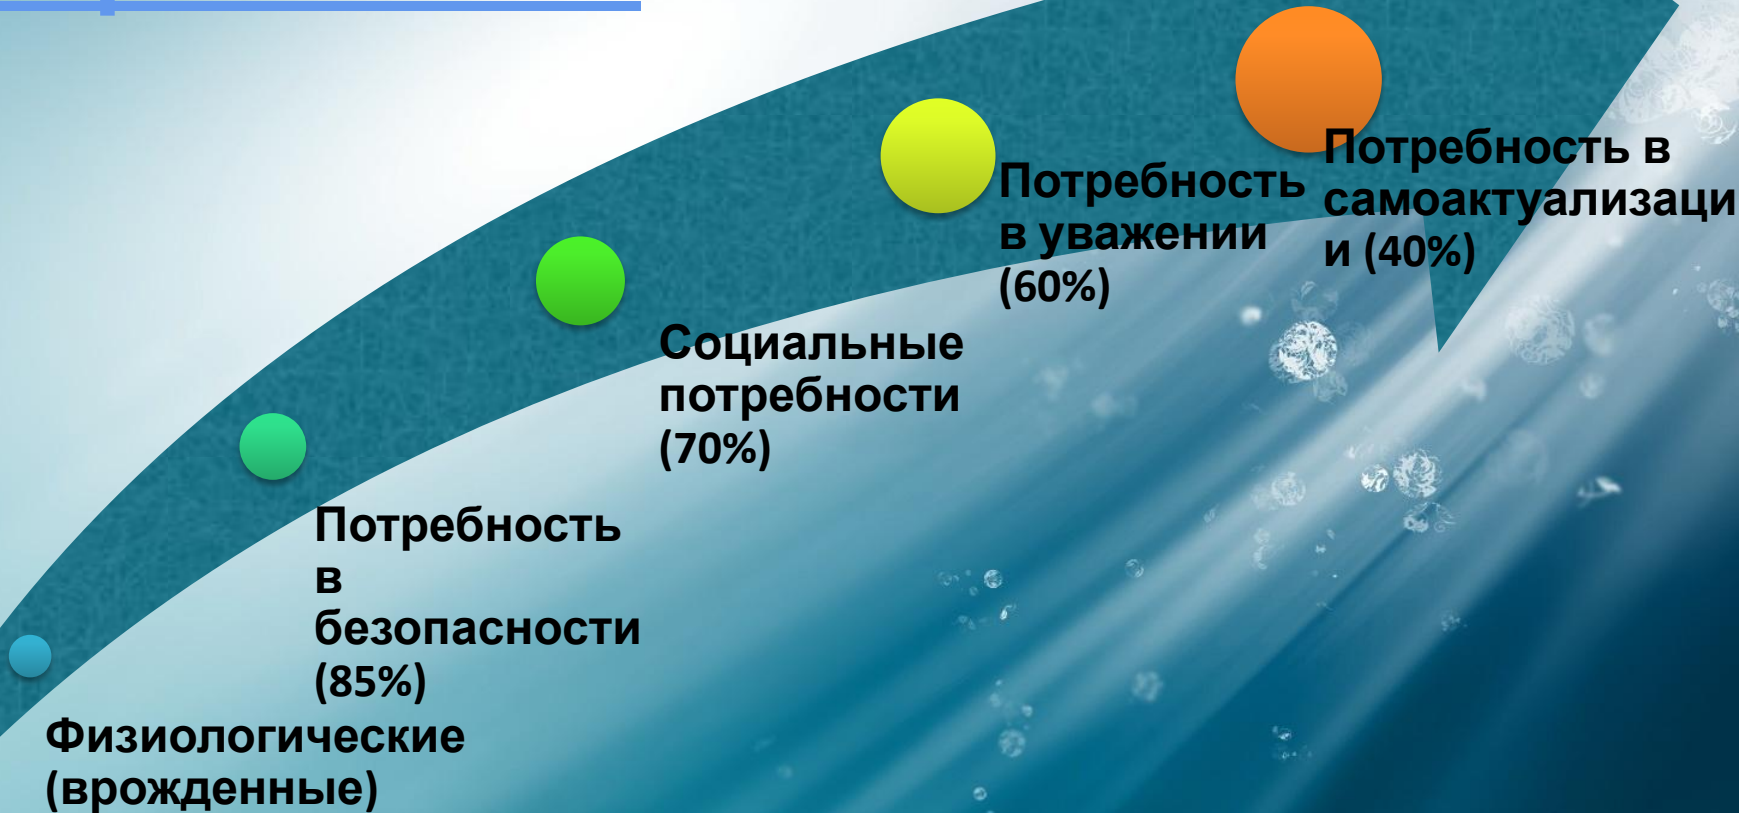 Потребность в
самоактуализаци
и (40%)
Потребность
в уважении
(60%)
Социальные
потребности
(70%)
Потребность
в
безопасности
(85%)
Физиологические
(врожденные)